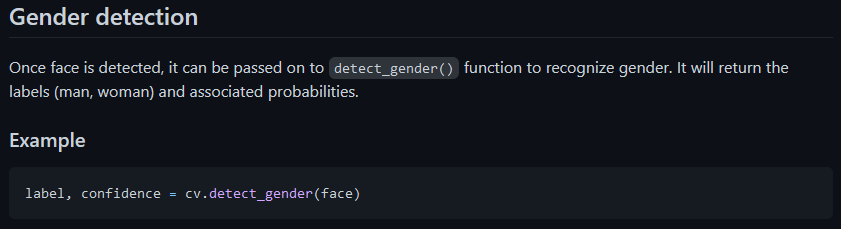 Gender detection
Once face is detected, it can be passed on to detect_gender() function to recognize gender. It will return the
labels (man, woman) and associated probabilities.
Example
label, confidence = cv.detect_gender(face)